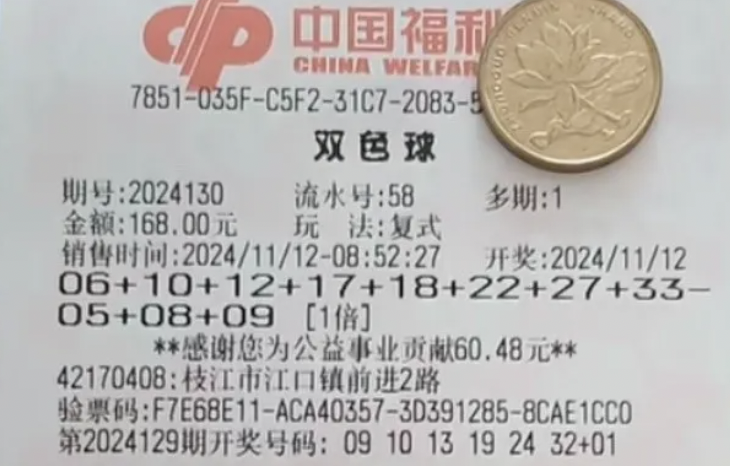 中国福利
CHINA WELFAR
7851-035F-C5F2-31C7-2083-5
双色球
期号:2024130 流水号:58 多期:1
金额:168.00元 玩 法:复式
销售时间:2024/11/12-08:52:27 开奖:2024/11/12
06+10+12+17+18+22+27+33-
05+08+09 [1倍]
**感谢您为公益事业贡献60.48元**
42170408:枝江市江口镇前进2路
验票码:F7E68E11-ACA40357-3D391285-8CAE1CC0
第2024129期开奖号码: 09 10 13 19 24 32+01